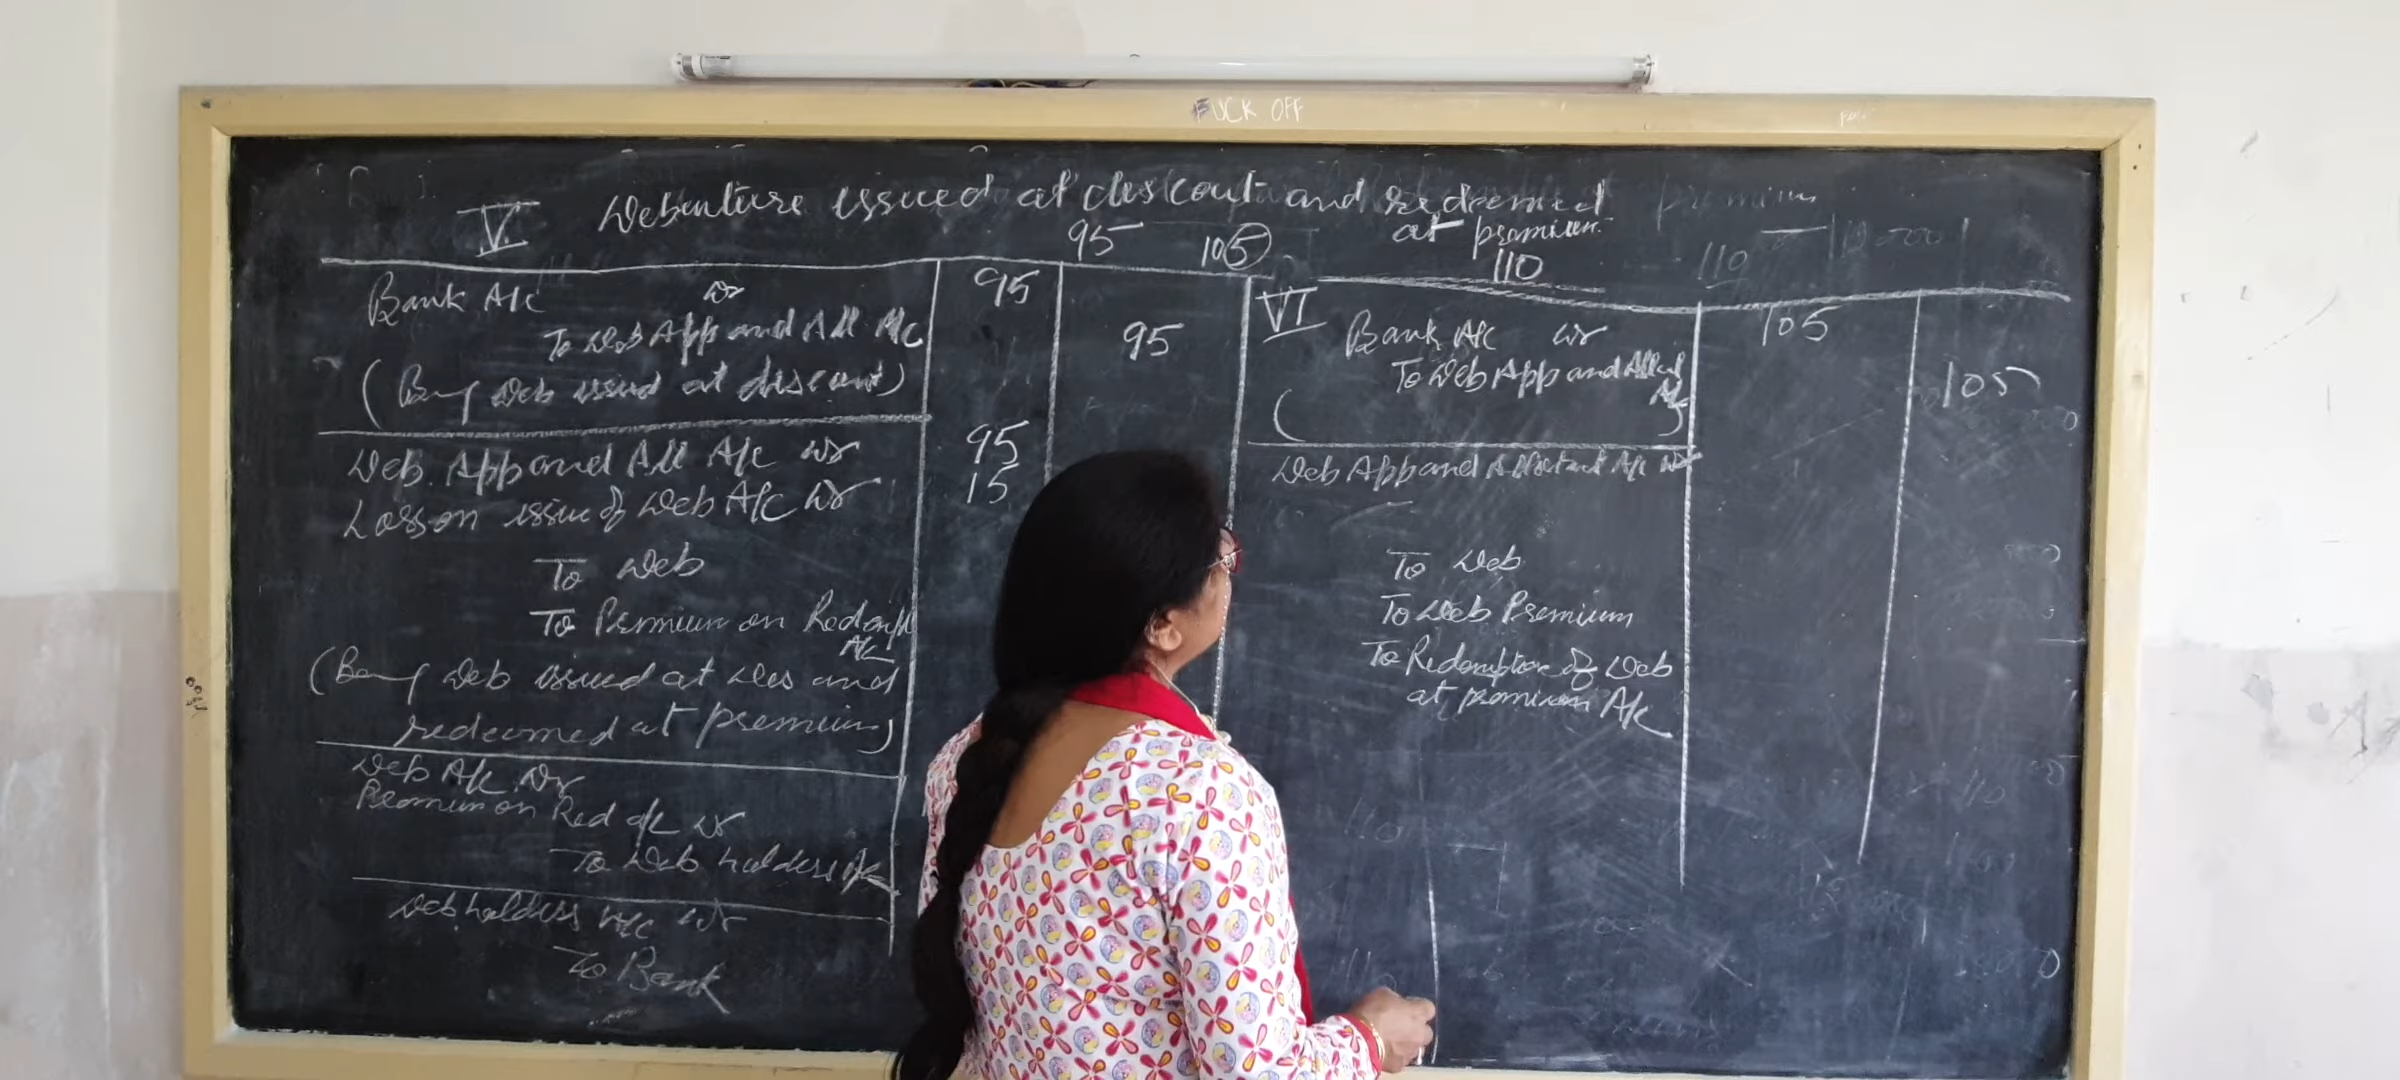 FUCK OFF
V. Debenture issued at discount and redeemed
at premium.
95 105
110
Bank A/c Dr 95
To Deb App and All A/c 95
(Being Deb issued at discount)
Deb. App and All A/c Dr 95
Loss on issue of Deb A/c Dr 15
To Deb
To Premium on Red
A/c
(Being Deb issued at Dis and
redeemed at premium)
Deb A/c Dr
Premium on Red A/c Dr
To Deb holders A/c
Deb holders A/c Dr
To Bank
VI Bank A/c Dr 105
To Deb App and 105
A/c
( )
Deb App and Allotment A/c Dr
To Deb
To Deb Premium
To Redemption of Deb
at premium A/c